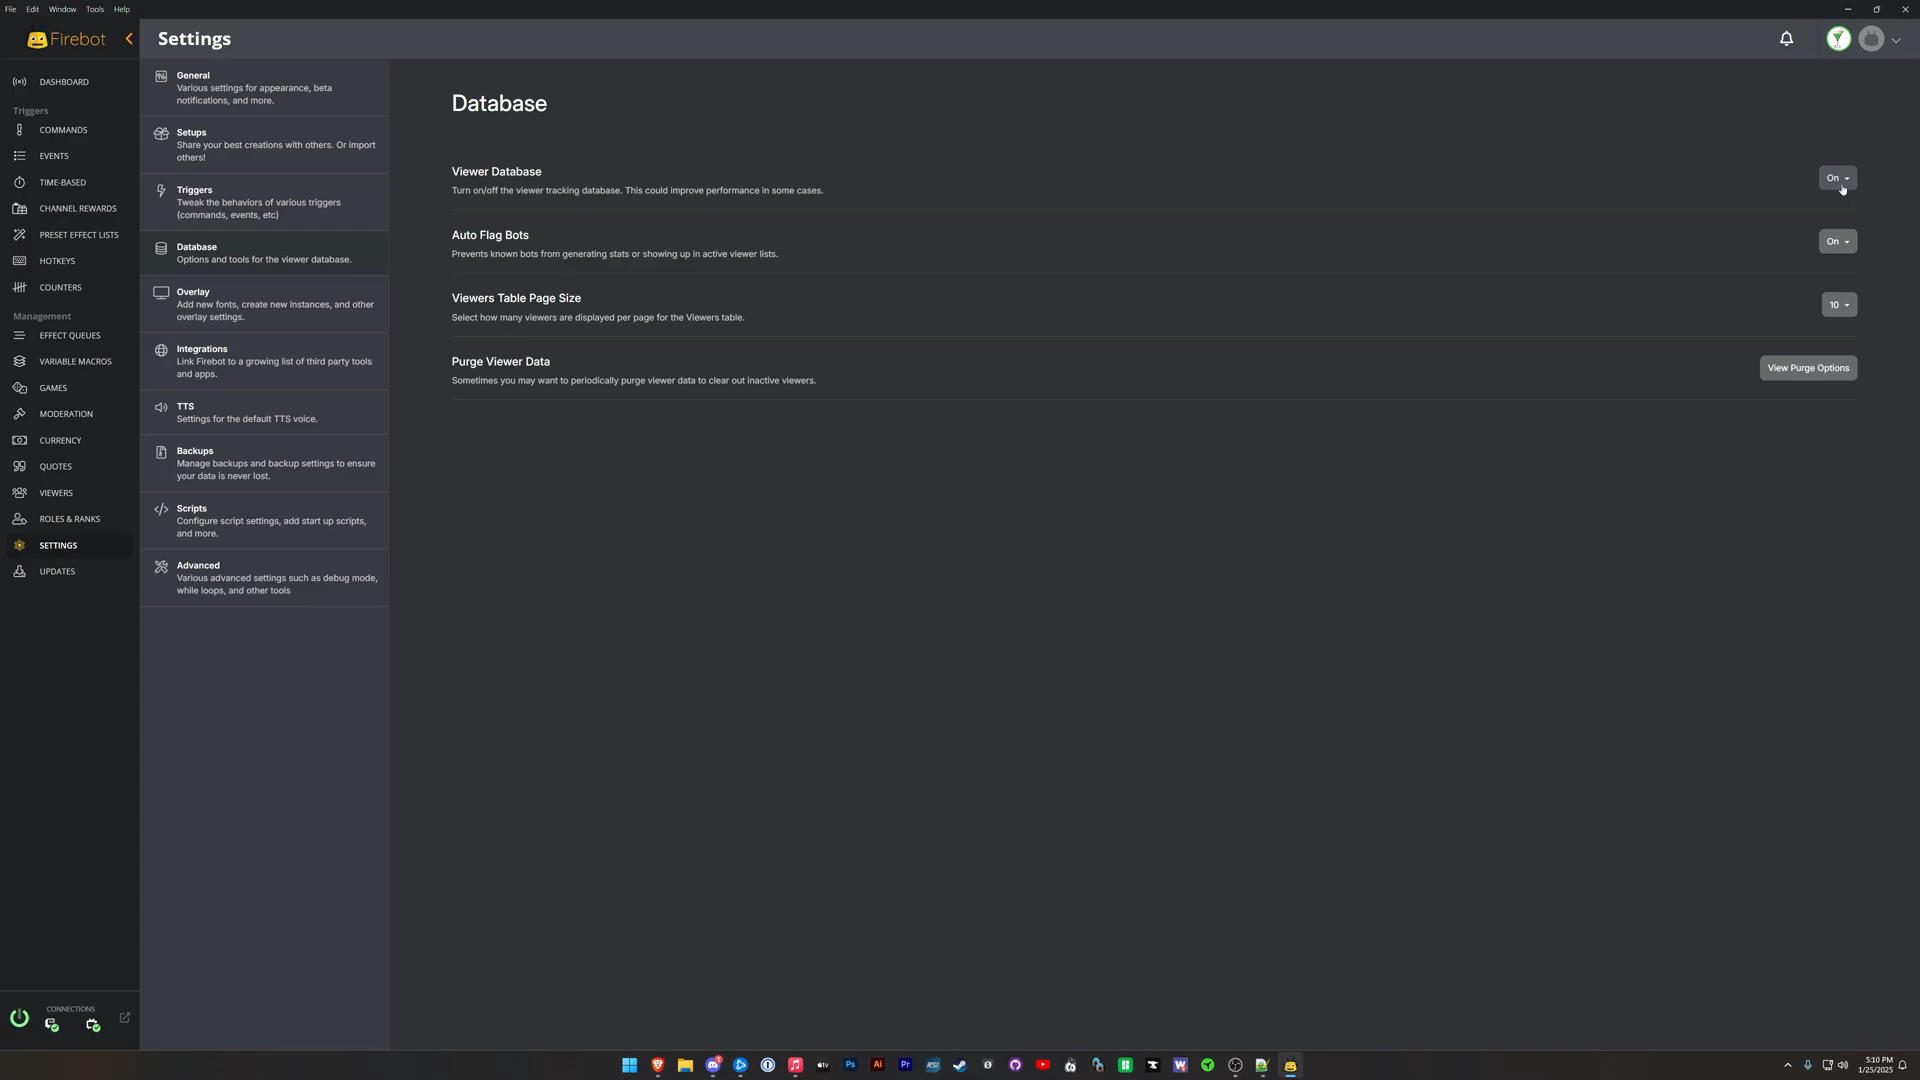 File Edit Window Tools Help
Firebot
Settings
DASHBOARD
Triggers
COMMANDS
EVENTS
TIME-BASED
CHANNEL REWARDS
PRESET EFFECT LISTS
HOTKEYS
COUNTERS
Management
EFFECT QUEUES
VARIABLE MACROS
GAMES
MODERATION
CURRENCY
QUOTES
VIEWERS
ROLES & RANKS
SETTINGS
UPDATES
CONNECTIONS
General
Various settings for appearance, beta
notifications, and more.
Setups
Share your best creations with others. Or import
others!
Triggers
Tweak the behaviors of various triggers
(commands, events, etc)
Database
Options and tools for the viewer database.
Overlay
Add new fonts, create new instances, and other
overlay settings.
Integrations
Link Firebot to a growing list of third party tools
and apps.
TTS
Settings for the default TTS voice.
Backups
Manage backups and backup settings to ensure
your data is never lost.
Scripts
Configure script settings, add start up scripts,
and more.
Advanced
Various advanced settings such as debug mode,
while loops, and other tools
Database
Viewer Database
Turn on/off the viewer tracking database. This could improve performance in some cases.
On
Auto Flag Bots
Prevents known bots from generating stats or showing up in active viewer lists.
On
Viewers Table Page Size
Select how many viewers are displayed per page for the Viewers table.
10
Purge Viewer Data
Sometimes you may want to periodically purge viewer data to clear out inactive viewers.
View Purge Options
1
tv
Ps
Ai
Pr
RSI
W
5:10 PM
1/25/2025